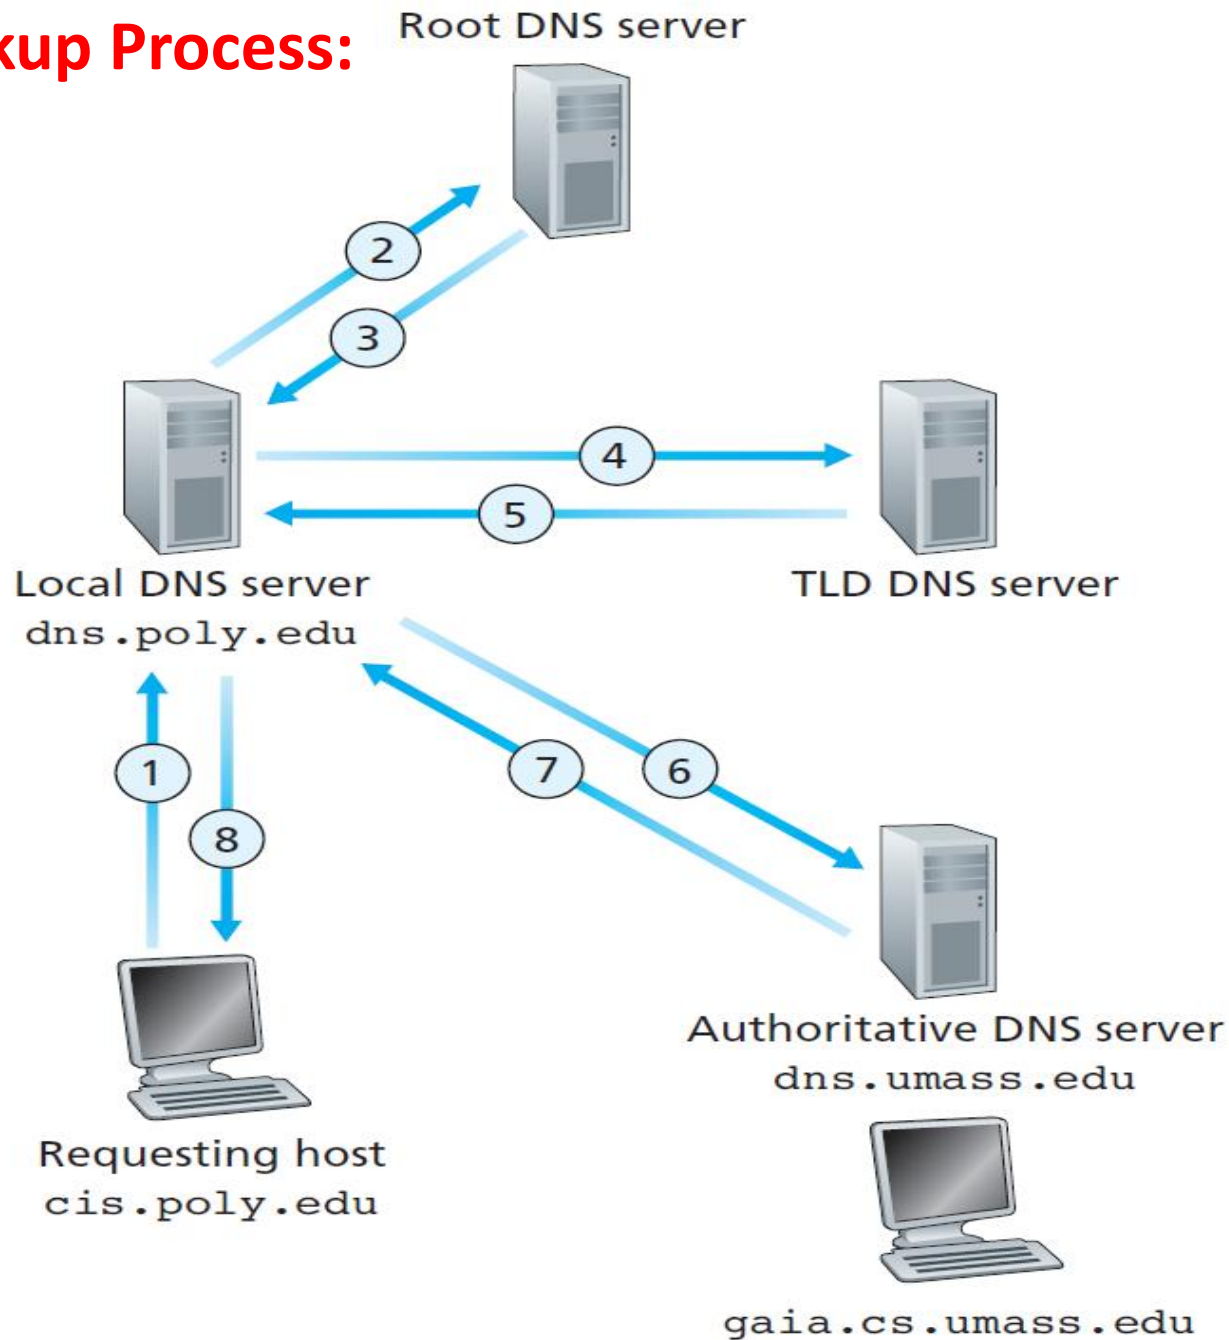 kup Process:
Root DNS server
2
3
4
5
Local DNS server
dns.poly.edu
TLD DNS server
1
8
7
6
Authoritative DNS server
dns.umass.edu
Requesting host
cis.poly.edu
gaia.cs.umass.edu